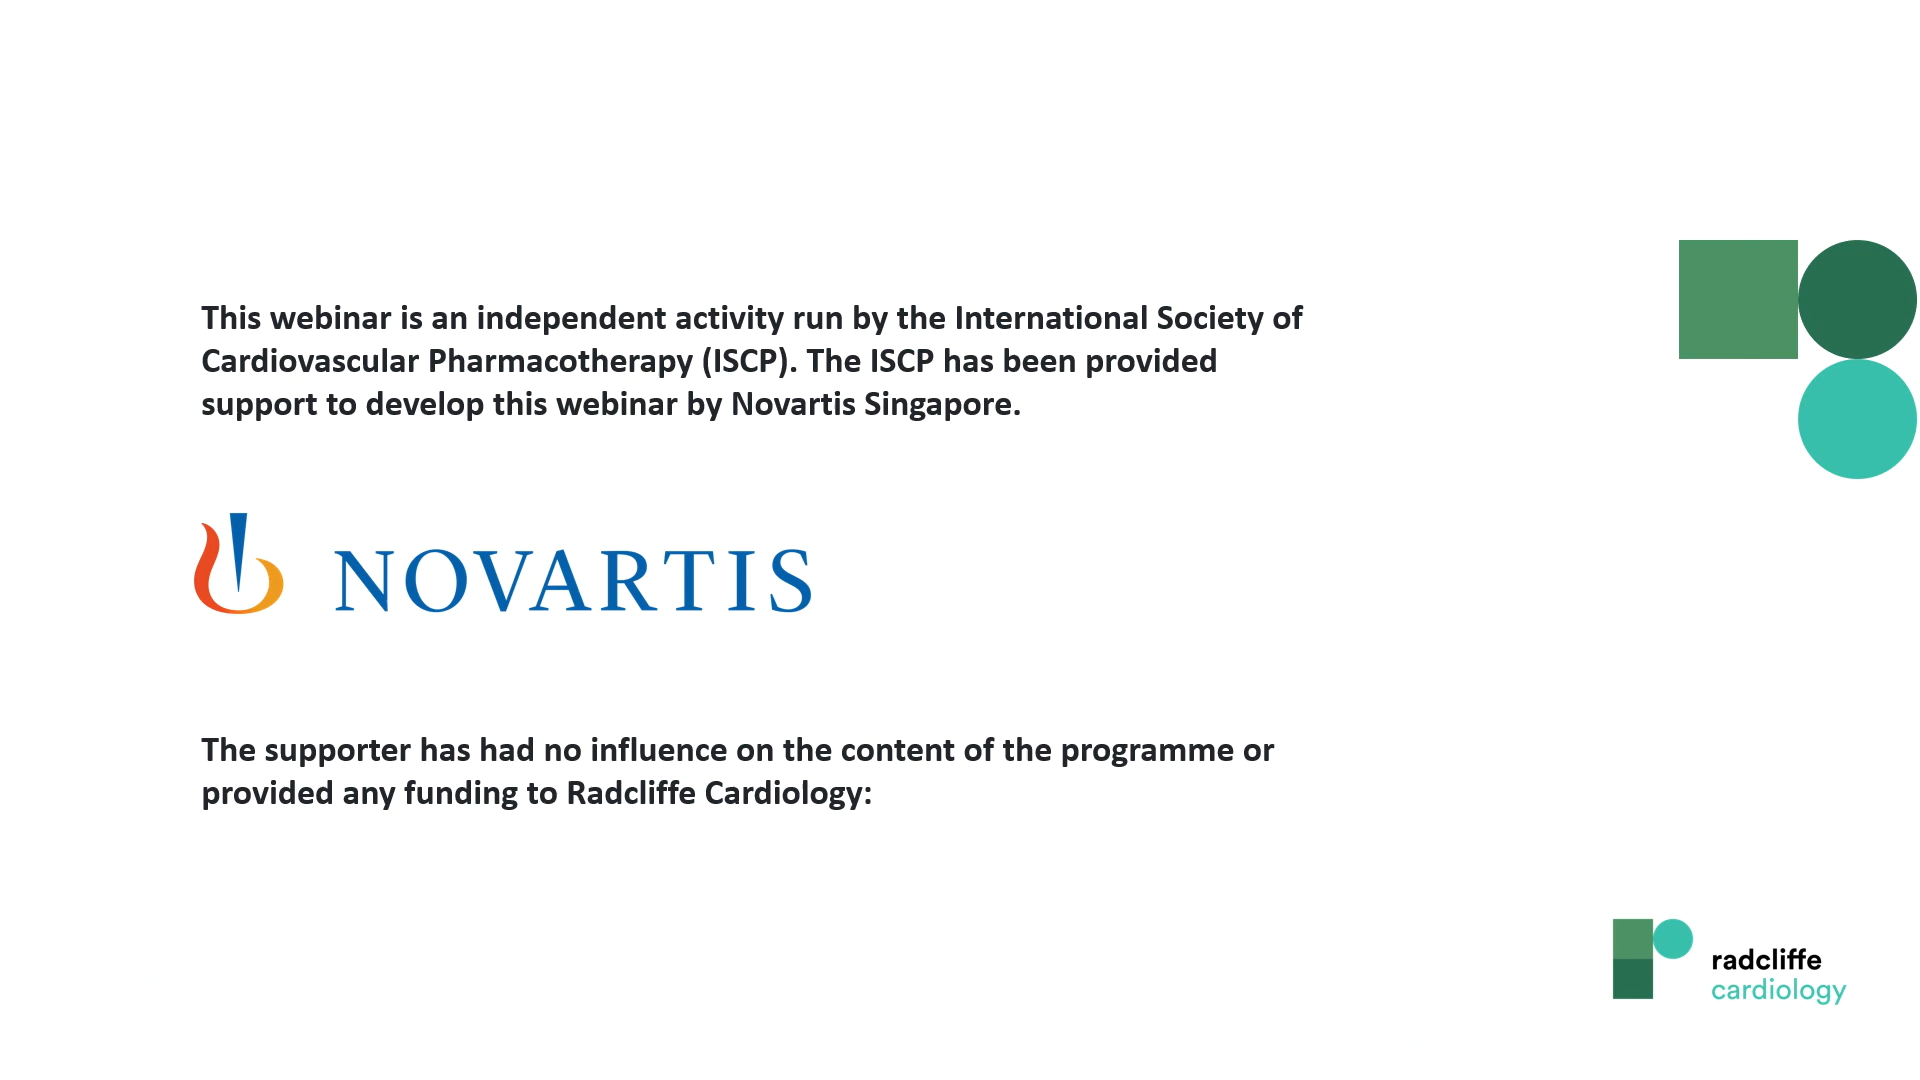 This webinar is an independent activity run by the International Society of
Cardiovascular Pharmacotherapy (ISCP). The ISCP has been provided
support to develop this webinar by Novartis Singapore.
NOVARTIS
The supporter has had no influence on the content of the programme or
provided any funding to Radcliffe Cardiology:
radcliffe
cardiology